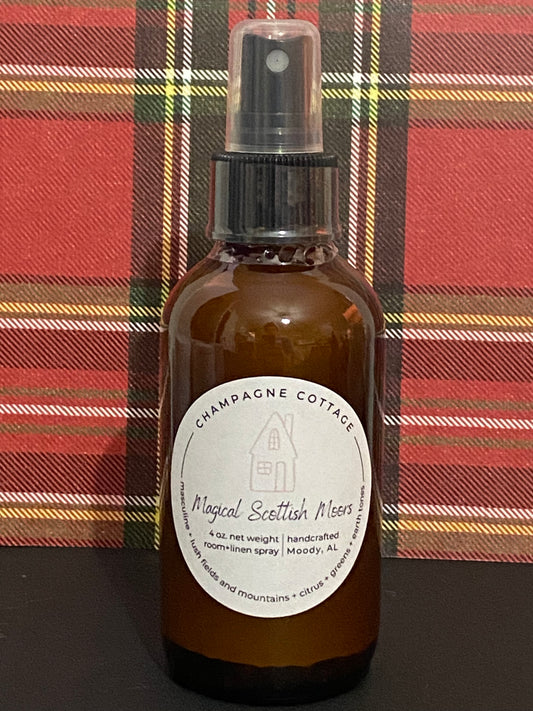 CHAMPAGNE COTTAGE
Magical Scottish Moors
4 oz. net weight | handcrafted
room+linen spray | Moody, AL
masculine + lush fields and mountains + citrus + greens + earth tones